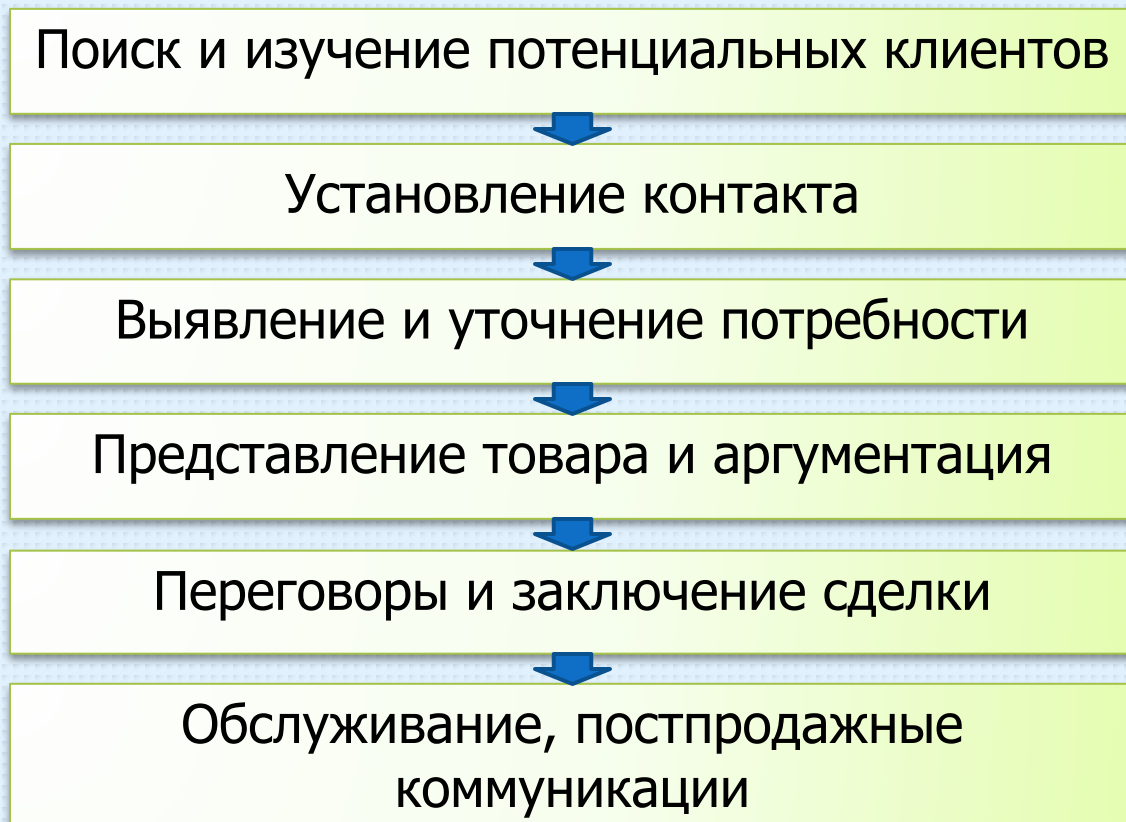 Поиск и изучение потенциальных клиентов
Установление контакта
Выявление и уточнение потребности
Представление товара и аргументация
Переговоры и заключение сделки
Обслуживание, постпродажные
коммуникации